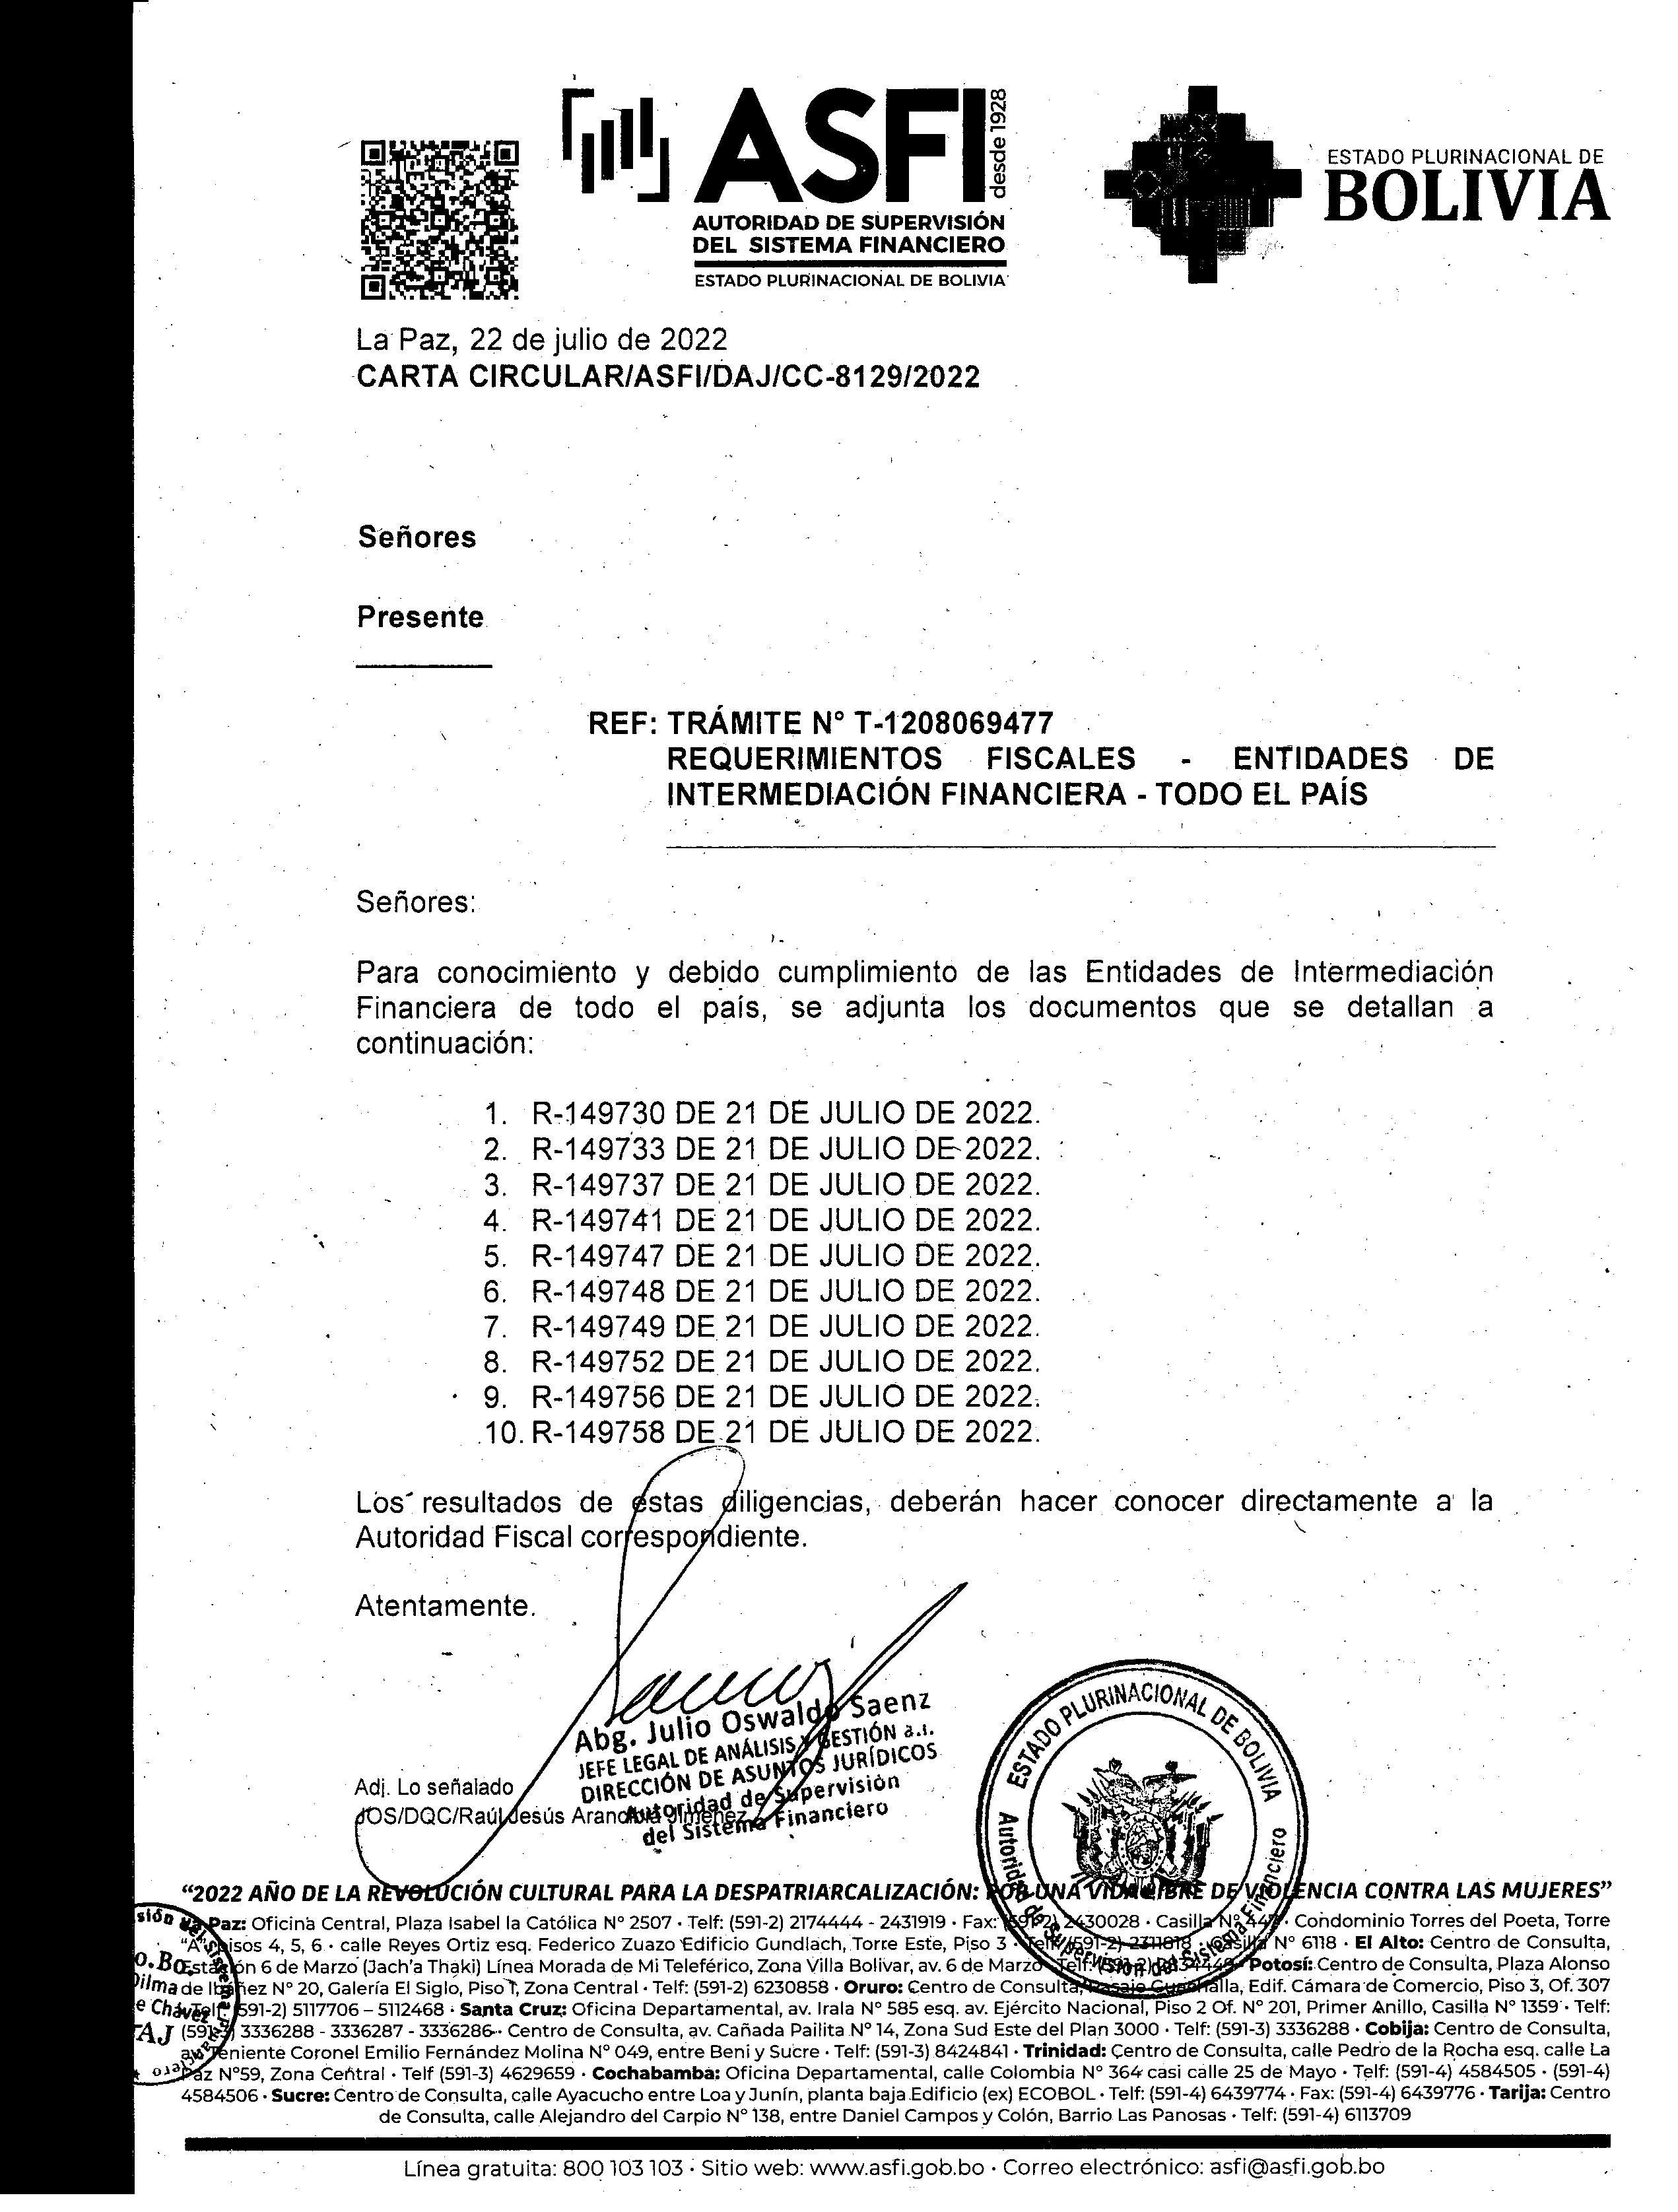 ASFI
desde 1928
AUTORIDAD DE SUPERVISIÓN
DEL SISTEMA FINANCIERO
ESTADO PLURINACIONAL DE BOLIVIA
ESTADO PLURINACIONAL DE
BOLIVIA
La Paz, 22 de julio de 2022
CARTA CIRCULAR/ASFI/DAJ/CC-8129/2022
Señores
Presente
REF: TRÁMITE N° T-1208069477
REQUERIMIENTOS FISCALES - ENTIDADES DE
INTERMEDIACIÓN FINANCIERA - TODO EL PAÍS
Señores:
Para conocimiento y debido cumplimiento de las Entidades de Intermediación
Financiera de todo el país, se adjunta los documentos que se detallan a
continuación:
1. R-149730 DE 21 DE JULIO DE 2022.
2. R-149733 DE 21 DE JULIO DE 2022.
3. R-149737 DE 21 DE JULIO DE 2022.
4. R-149741 DE 21 DE JULIO DE 2022.
5. R-149747 DE 21 DE JULIO DE 2022.
6. R-149748 DE 21 DE JULIO DE 2022.
7. R-149749 DE 21 DE JULIO DE 2022.
8. R-149752 DE 21 DE JULIO DE 2022.
9. R-149756 DE 21 DE JULIO DE 2022.
10. R-149758 DE 21 DE JULIO DE 2022.
Los resultados de estas diligencias, deberán hacer conocer directamente a la
Autoridad Fiscal correspondiente.
Atentamente.
Abg. Julio Oswaldo Saenz
JEFE LEGAL DE ANÁLISIS Y GESTIÓN a.i.
DIRECCIÓN DE ASUNTOS JURÍDICOS
Autoridad de Supervisión
del Sistema Financiero
ESTADO PLURINACIONAL DE BOLIVIA
Autoridad de Supervisión del Sistema Financiero
Adj. Lo señalado
JOS/DQC/Raúl Jesús Arancibia Jimenez
“2022 AÑO DE LA REVOLUCIÓN CULTURAL PARA LA DESPATRIARCALIZACIÓN: POR UNA VIDA LIBRE DE VIOLENCIA CONTRA LAS MUJERES”
La Paz: Oficina Central, Plaza Isabel la Católica N° 2507 · Telf: (591-2) 2174444 - 2431919 · Fax: (591-2) 2430028 · Casilla N° 447 · Condominio Torres del Poeta, Torre
“A” pisos 4, 5, 6 · calle Reyes Ortiz esq. Federico Zuazo Edificio Gundlach, Torre Este, Piso 3 · Telf: (591-2) 2311818 · Casilla N° 6118 · El Alto: Centro de Consulta,
Estación 6 de Marzo (Jach’a Thaki) Línea Morada de Mi Teleférico, Zona Villa Bolivar, av. 6 de Marzo Telf: (591-2) · Potosí: Centro de Consulta, Plaza Alonso
de Ibáñez N° 20, Galería El Siglo, Piso 1, Zona Central · Telf: (591-2) 6230858 · Oruro: Centro de Consulta, Pasaje Guachalla, Edif. Cámara de Comercio, Piso 3, Of. 307
Telf: (591-2) 5117706 – 5112468 · Santa Cruz: Oficina Departamental, av. Irala N° 585 esq. av. Ejército Nacional, Piso 2 Of. N° 201, Primer Anillo, Casilla N° 1359 · Telf:
(591-3) 3336288 - 3336287 - 3336286 · Centro de Consulta, av. Cañada Pailita N° 14, Zona Sud Este del Plan 3000 · Telf: (591-3) 3336288 · Cobija: Centro de Consulta,
av. Teniente Coronel Emilio Fernández Molina N° 049, entre Beni y Sucre · Telf: (591-3) 8424841 · Trinidad: Centro de Consulta, calle Pedro de la Rocha esq. calle La
Paz N°59, Zona Central · Telf (591-3) 4629659 · Cochabamba: Oficina Departamental, calle Colombia N° 364 casi calle 25 de Mayo · Telf: (591-4) 4584505 · (591-4)
4584506 · Sucre: Centro de Consulta, calle Ayacucho entre Loa y Junín, planta baja Edificio (ex) ECOBOL · Telf: (591-4) 6439774 · Fax: (591-4) 6439776 · Tarija: Centro
de Consulta, calle Alejandro del Carpio N° 138, entre Daniel Campos y Colón, Barrio Las Panosas · Telf: (591-4) 6113709
Línea gratuita: 800 103 103 · Sitio web: www.asfi.gob.bo · Correo electrónico: asfi@asfi.gob.bo